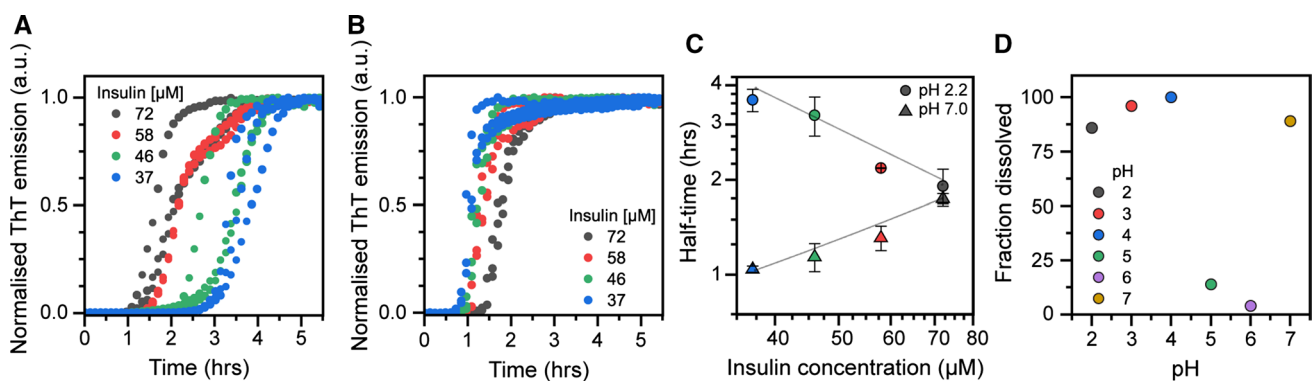 A
Normalised ThT emission (a.u.)
1.0
0.5
0.0
Insulin [µM]
72
58
46
37
0 1 2 3 4 5
Time (hrs)
B
Normalised ThT emission (a.u.)
1.0
0.5
0.0
Insulin [µM]
72
58
46
37
0 1 2 3 4 5
Time (hrs)
C
Half-time (hrs)
4
3
2
1
pH 2.2
pH 7.0
40 50 60 70 80
Insulin concentration (µM)
D
Fraction dissolved
100
75
50
25
0
pH
2
3
4
5
6
7
2 3 4 5 6 7
pH